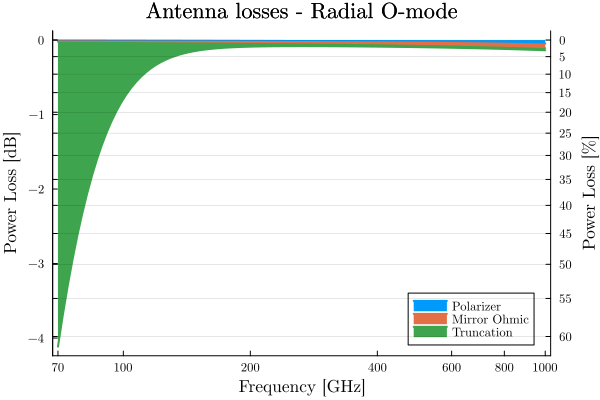 Antenna losses - Radial O-mode
Power Loss [dB]
0
−1
−2
−3
−4
0
5
10
15
20
25
30
35
40
45
50
55
60
Power Loss [%]
Polarizer
Mirror Ohmic
Truncation
70 100 200 400 600 800 1000
Frequency [GHz]